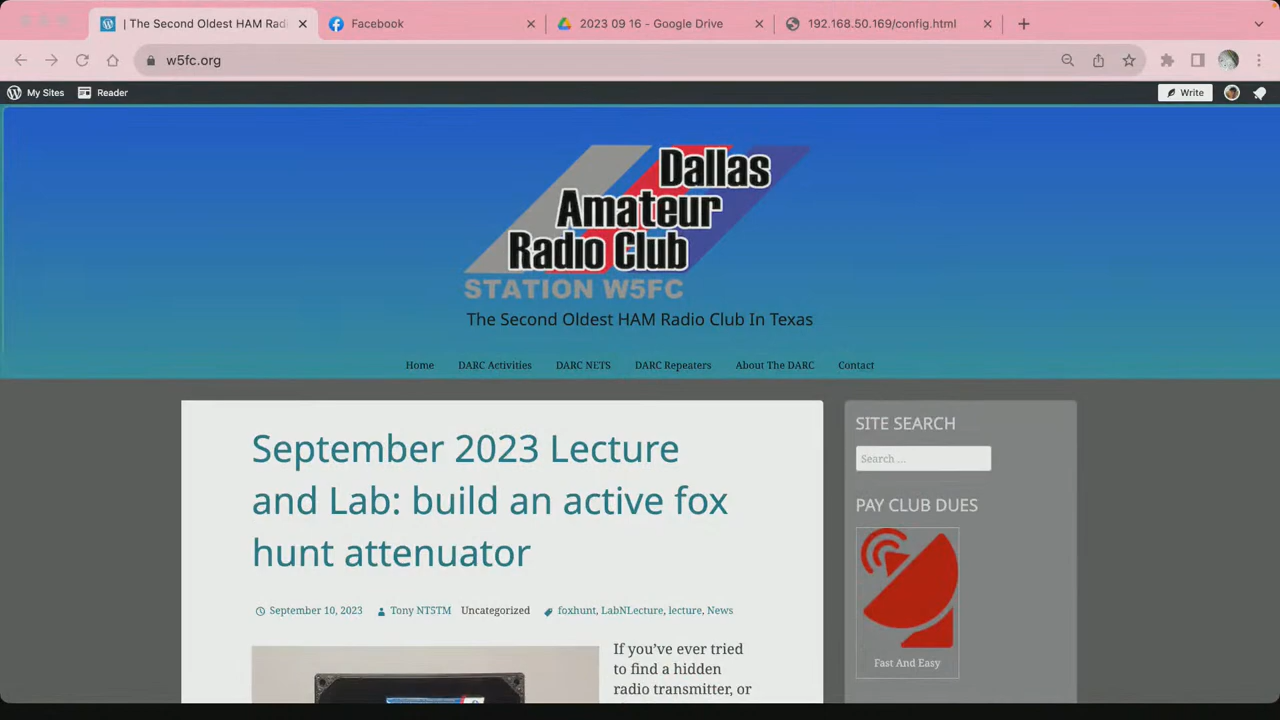 | The Second Oldest HAM Radi
Facebook
2023 09 16 - Google Drive
192.168.50.169/config.html
w5fc.org
My Sites
Reader
Write
Dallas
Amateur
Radio Club
STATION W5FC
The Second Oldest HAM Radio Club In Texas
Home DARC Activities DARC NETS DARC Repeaters About The DARC Contact
September 2023 Lecture
and Lab: build an active fox
hunt attenuator
September 10, 2023 Tony NTSTM Uncategorized foxhunt, LabNLecture, lecture, News
If you've ever tried
to find a hidden
radio transmitter, or
SITE SEARCH
Search ...
PAY CLUB DUES
Fast And Easy